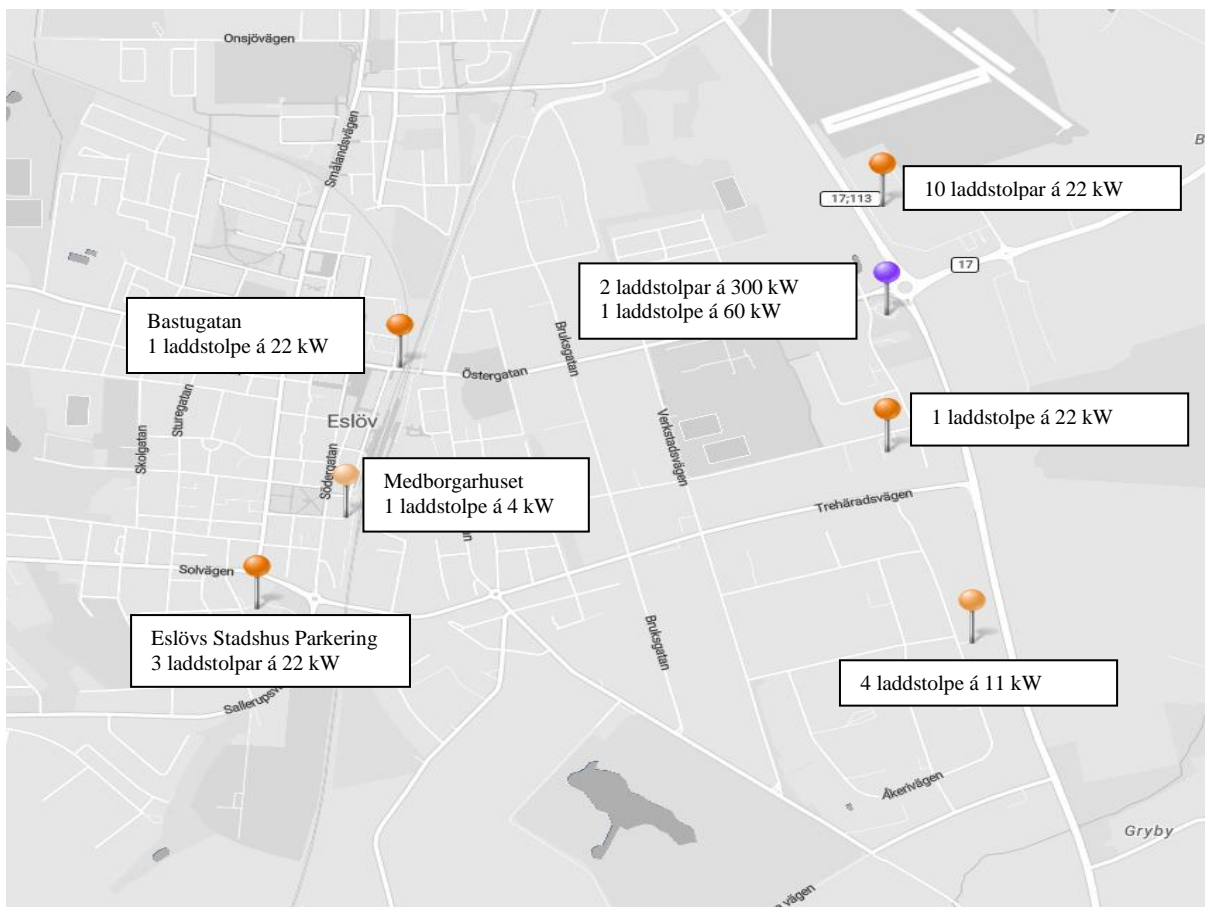 Onsjövägen
Smålandsvägen
B
10 laddstolpar á 22 kW
17;113
17
2 laddstolpar á 300 kW
1 laddstolpe á 60 kW
Bastugatan
1 laddstolpe á 22 kW
Bruksgatan
Östergatan
Sturegatan
Skolgatan
Eslöv
Södergatan
Verkstadsvägen
1 laddstolpe á 22 kW
Medborgarhuset
1 laddstolpe á 4 kW
Trehäradsvägen
Solvägen
Eslövs Stadshus Parkering
3 laddstolpar á 22 kW
Bruksgatan
4 laddstolpe á 11 kW
Sallerupsv
Åkerivägen
Gryby
vägen